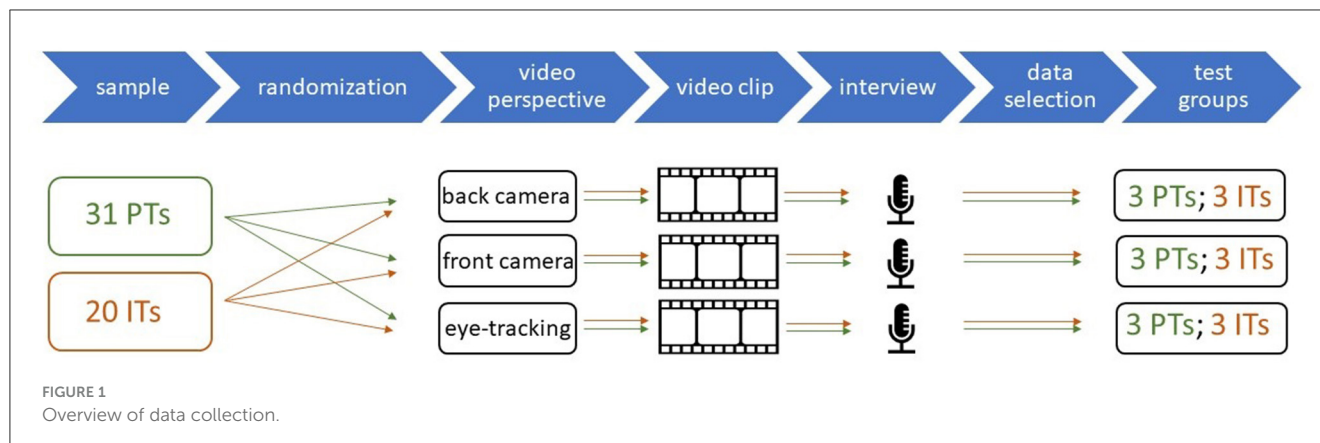 sample
randomization
video
perspective
video clip
interview
data
selection
test
groups
31 PTs
20 ITs
back camera
front camera
eye-tracking
3 PTs; 3 ITs
3 PTs; 3 ITs
3 PTs; 3 ITs
FIGURE 1
Overview of data collection.